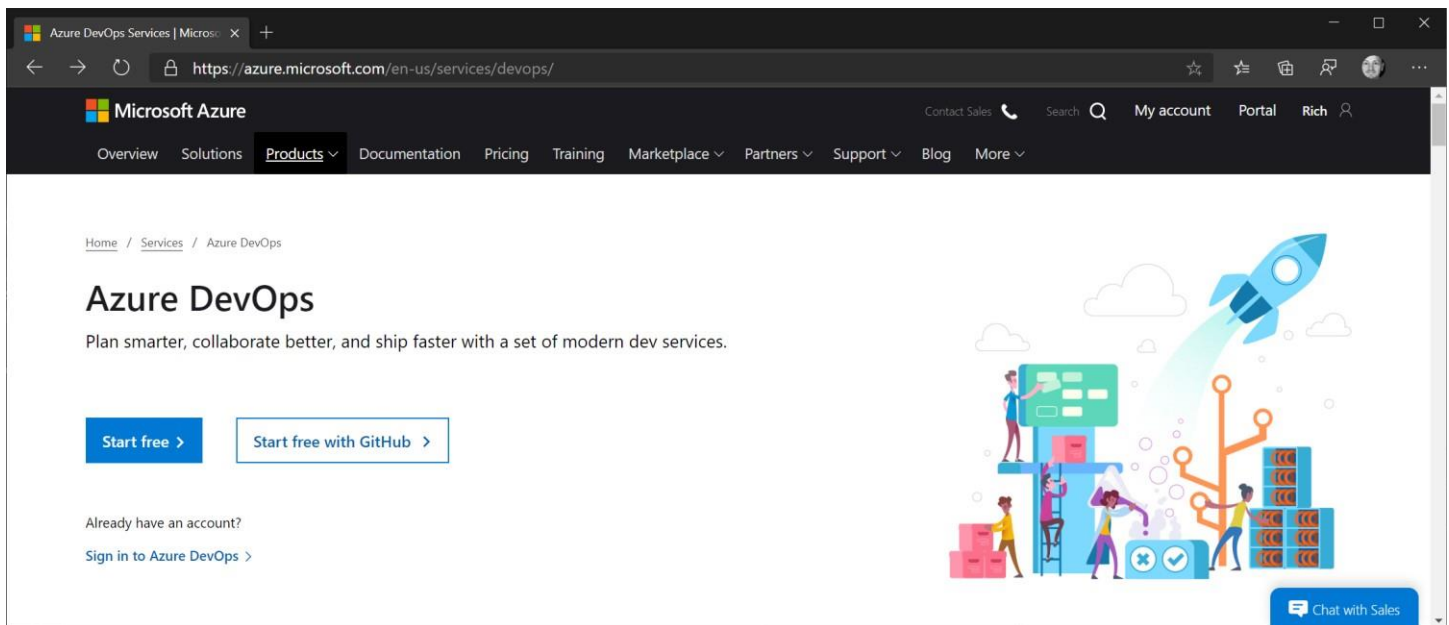 Azure DevOps Services | Microso
https://azure.microsoft.com/en-us/services/devops/
Microsoft Azure
Contact Sales Search My account Portal Rich
Overview Solutions Products Documentation Pricing Training Marketplace Partners Support Blog More
Home / Services / Azure DevOps
Azure DevOps
Plan smarter, collaborate better, and ship faster with a set of modern dev services.
Start free > Start free with GitHub >
Already have an account?
Sign in to Azure DevOps >
Chat with Sales